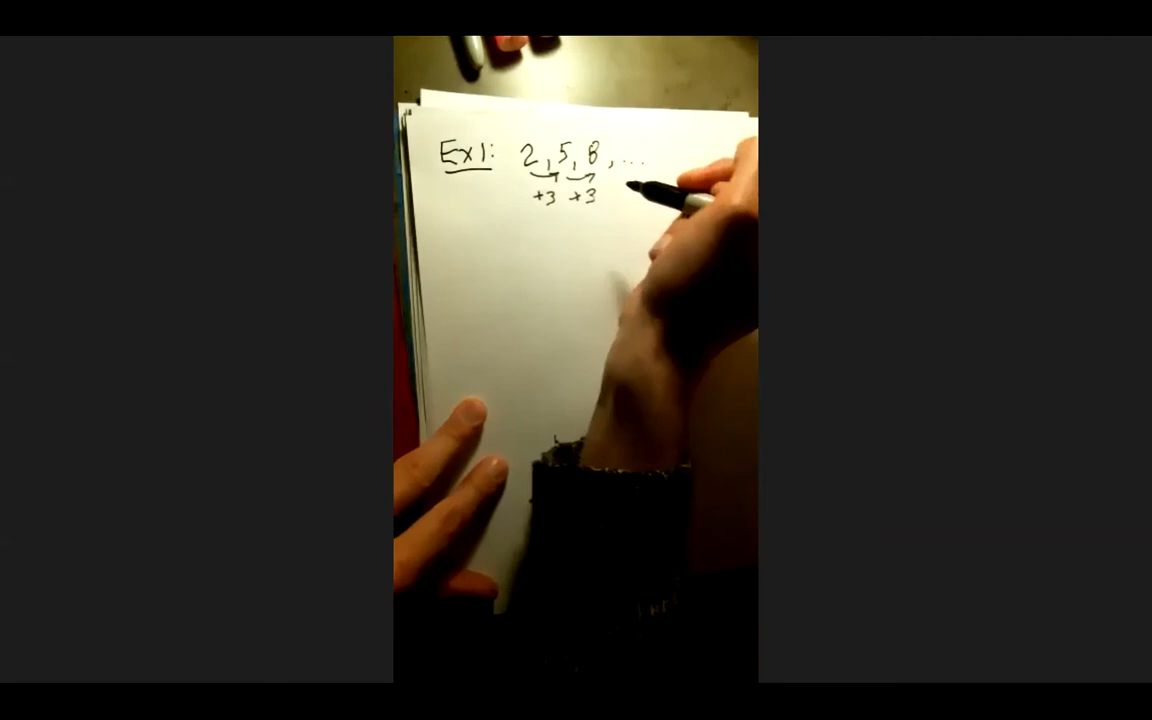 Ex1: 2, 5, 8, ...
+3 +3